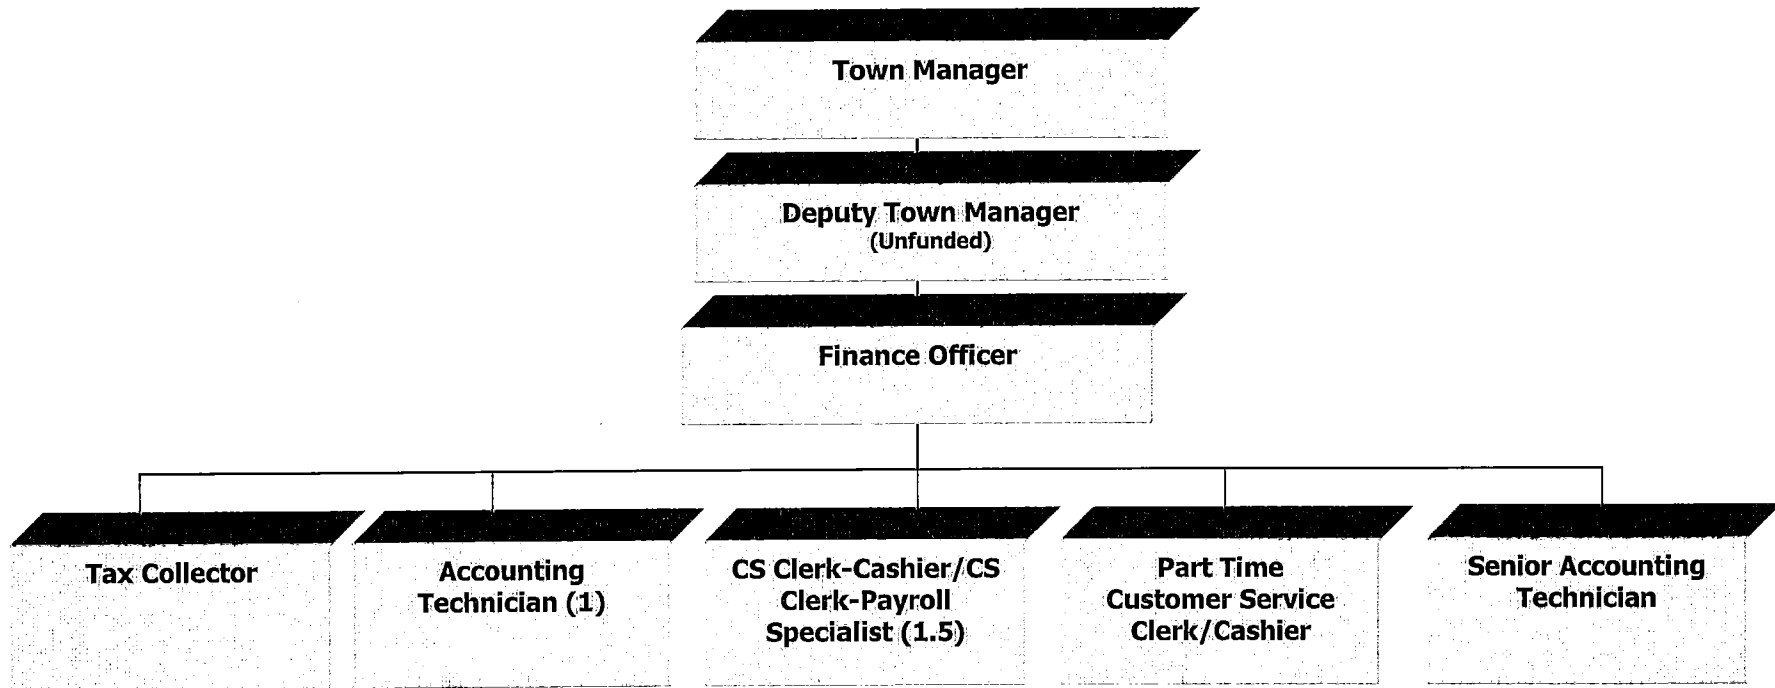 Town Manager
Deputy Town Manager
(Unfunded)
Finance Officer
Tax Collector
Accounting
Technician (1)
CS Clerk-Cashier/CS
Clerk-Payroll
Specialist (1.5)
Part Time
Customer Service
Clerk/Cashier
Senior Accounting
Technician